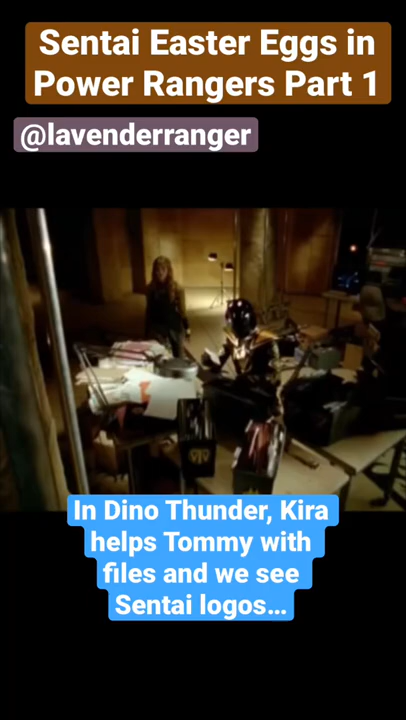 Sentai Easter Eggs in
Power Rangers Part 1
@lavenderranger
In Dino Thunder, Kira
helps Tommy with
files and we see
Sentai logos...